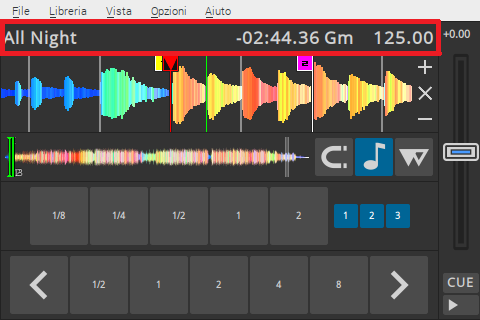 File Libreria Vista Opzioni Aiuto
All Night -02:44.36 Gm 125.00 +0.00
1/8 1/4 1/2 1 2 1 2 3
1/2 1 2 4 8
CUE